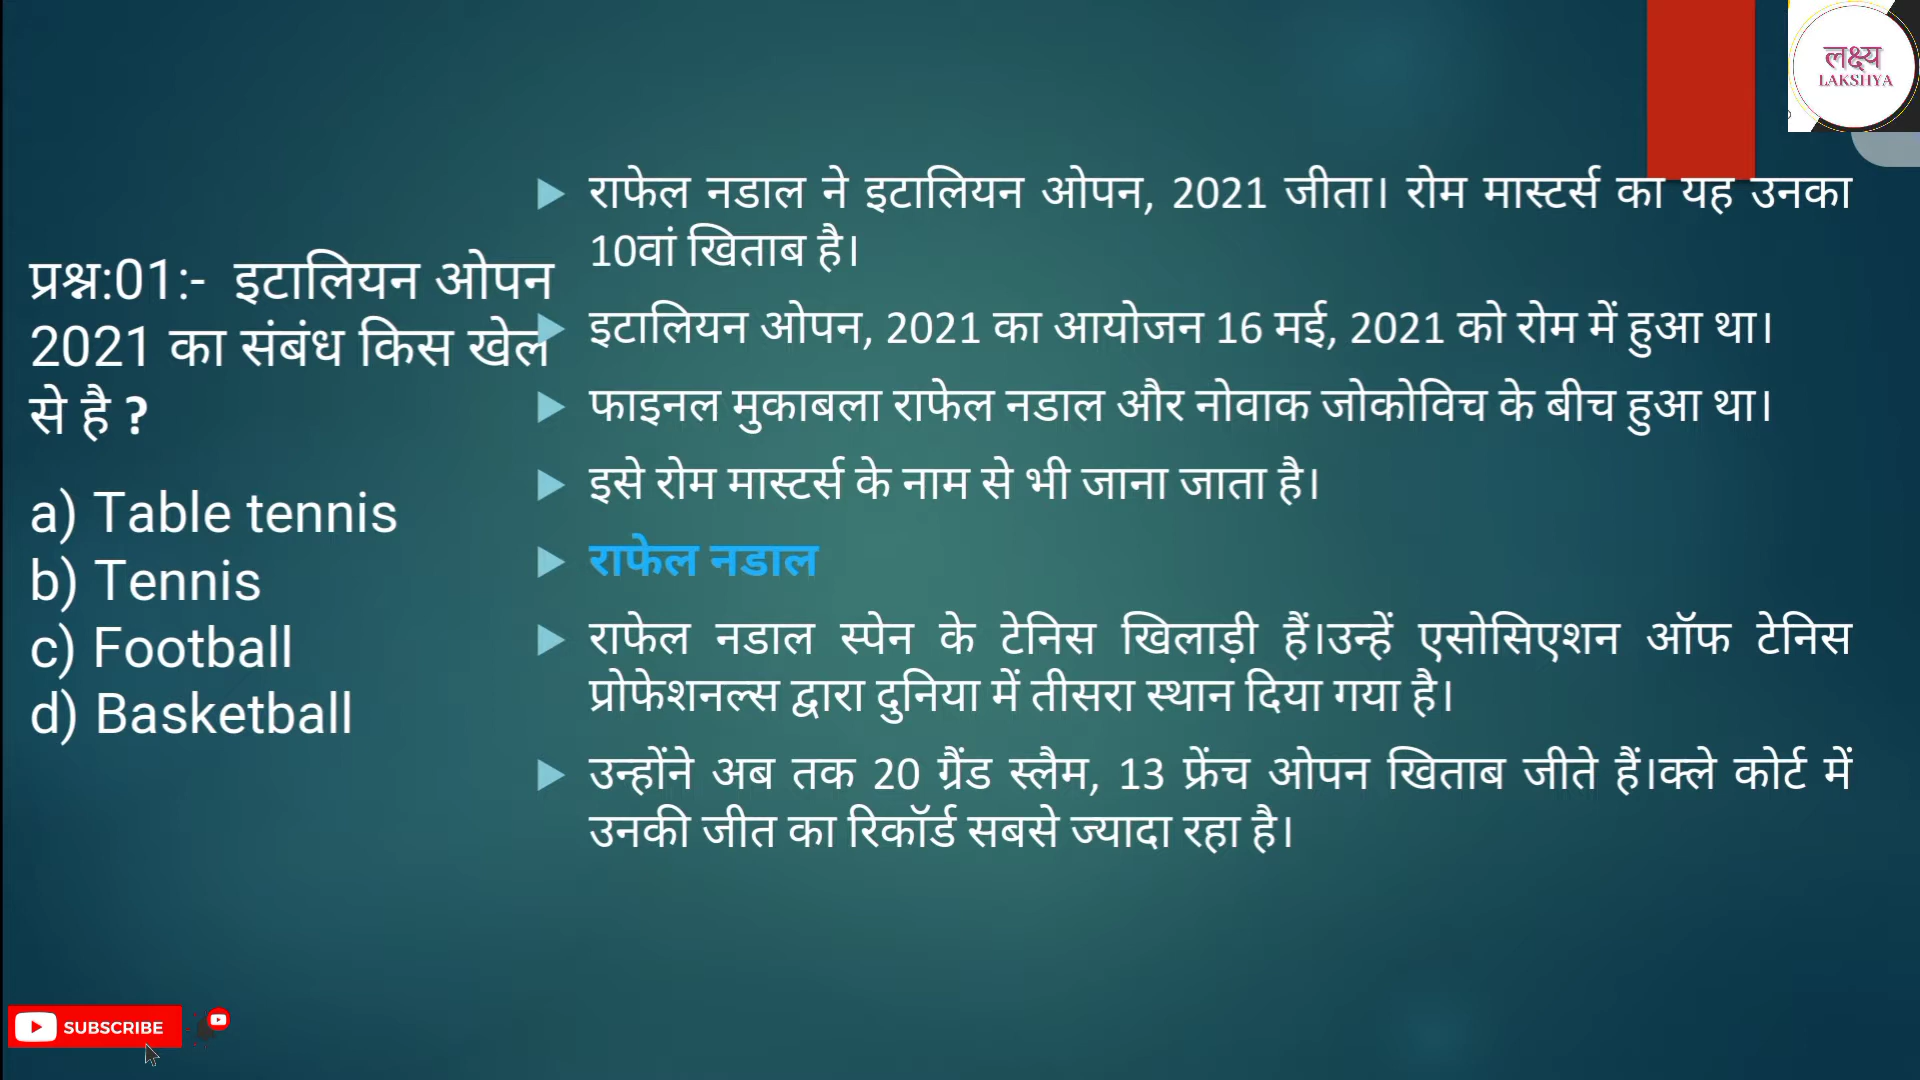 लक्ष्य
LAKSHYA
प्रश्न:01:- इटालियन ओपन
2021 का संबंध किस खेल
से है ?
a) Table tennis
b) Tennis
c) Football
d) Basketball
राफेल नडाल ने इटालियन ओपन, 2021 जीता। रोम मास्टर्स का यह उनका
10वां खिताब है।
इटालियन ओपन, 2021 का आयोजन 16 मई, 2021 को रोम में हुआ था।
फाइनल मुकाबला राफेल नडाल और नोवाक जोकोविच के बीच हुआ था।
इसे रोम मास्टर्स के नाम से भी जाना जाता है।
राफेल नडाल
राफेल नडाल स्पेन के टेनिस खिलाड़ी हैं।उन्हें एसोसिएशन ऑफ टेनिस
प्रोफेशनल्स द्वारा दुनिया में तीसरा स्थान दिया गया है।
उन्होंने अब तक 20 ग्रैंड स्लैम, 13 फ्रेंच ओपन खिताब जीते हैं।क्ले कोर्ट में
उनकी जीत का रिकॉर्ड सबसे ज्यादा रहा है।
SUBSCRIBE